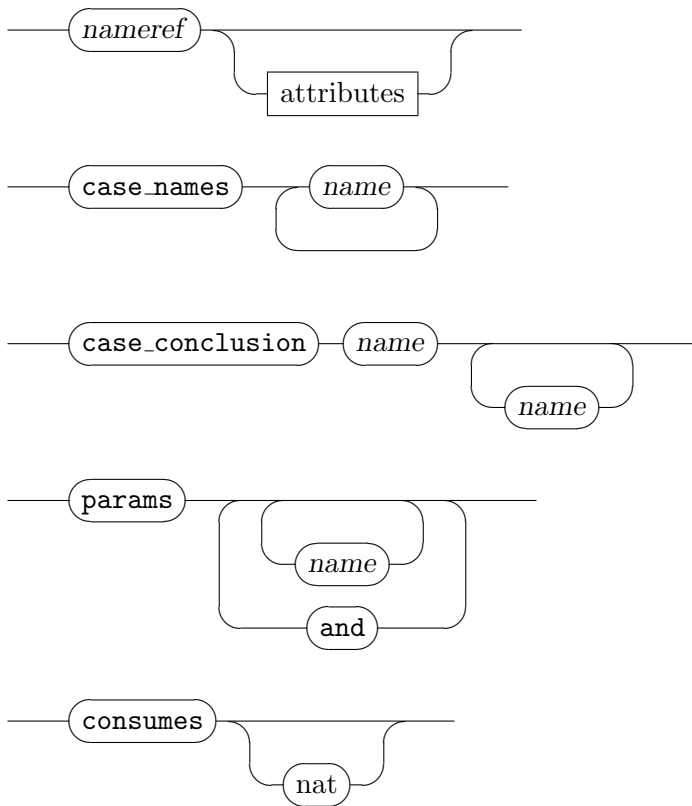 nameref
attributes
case_names name
case_conclusion name
name
params
name
and
consumes
nat